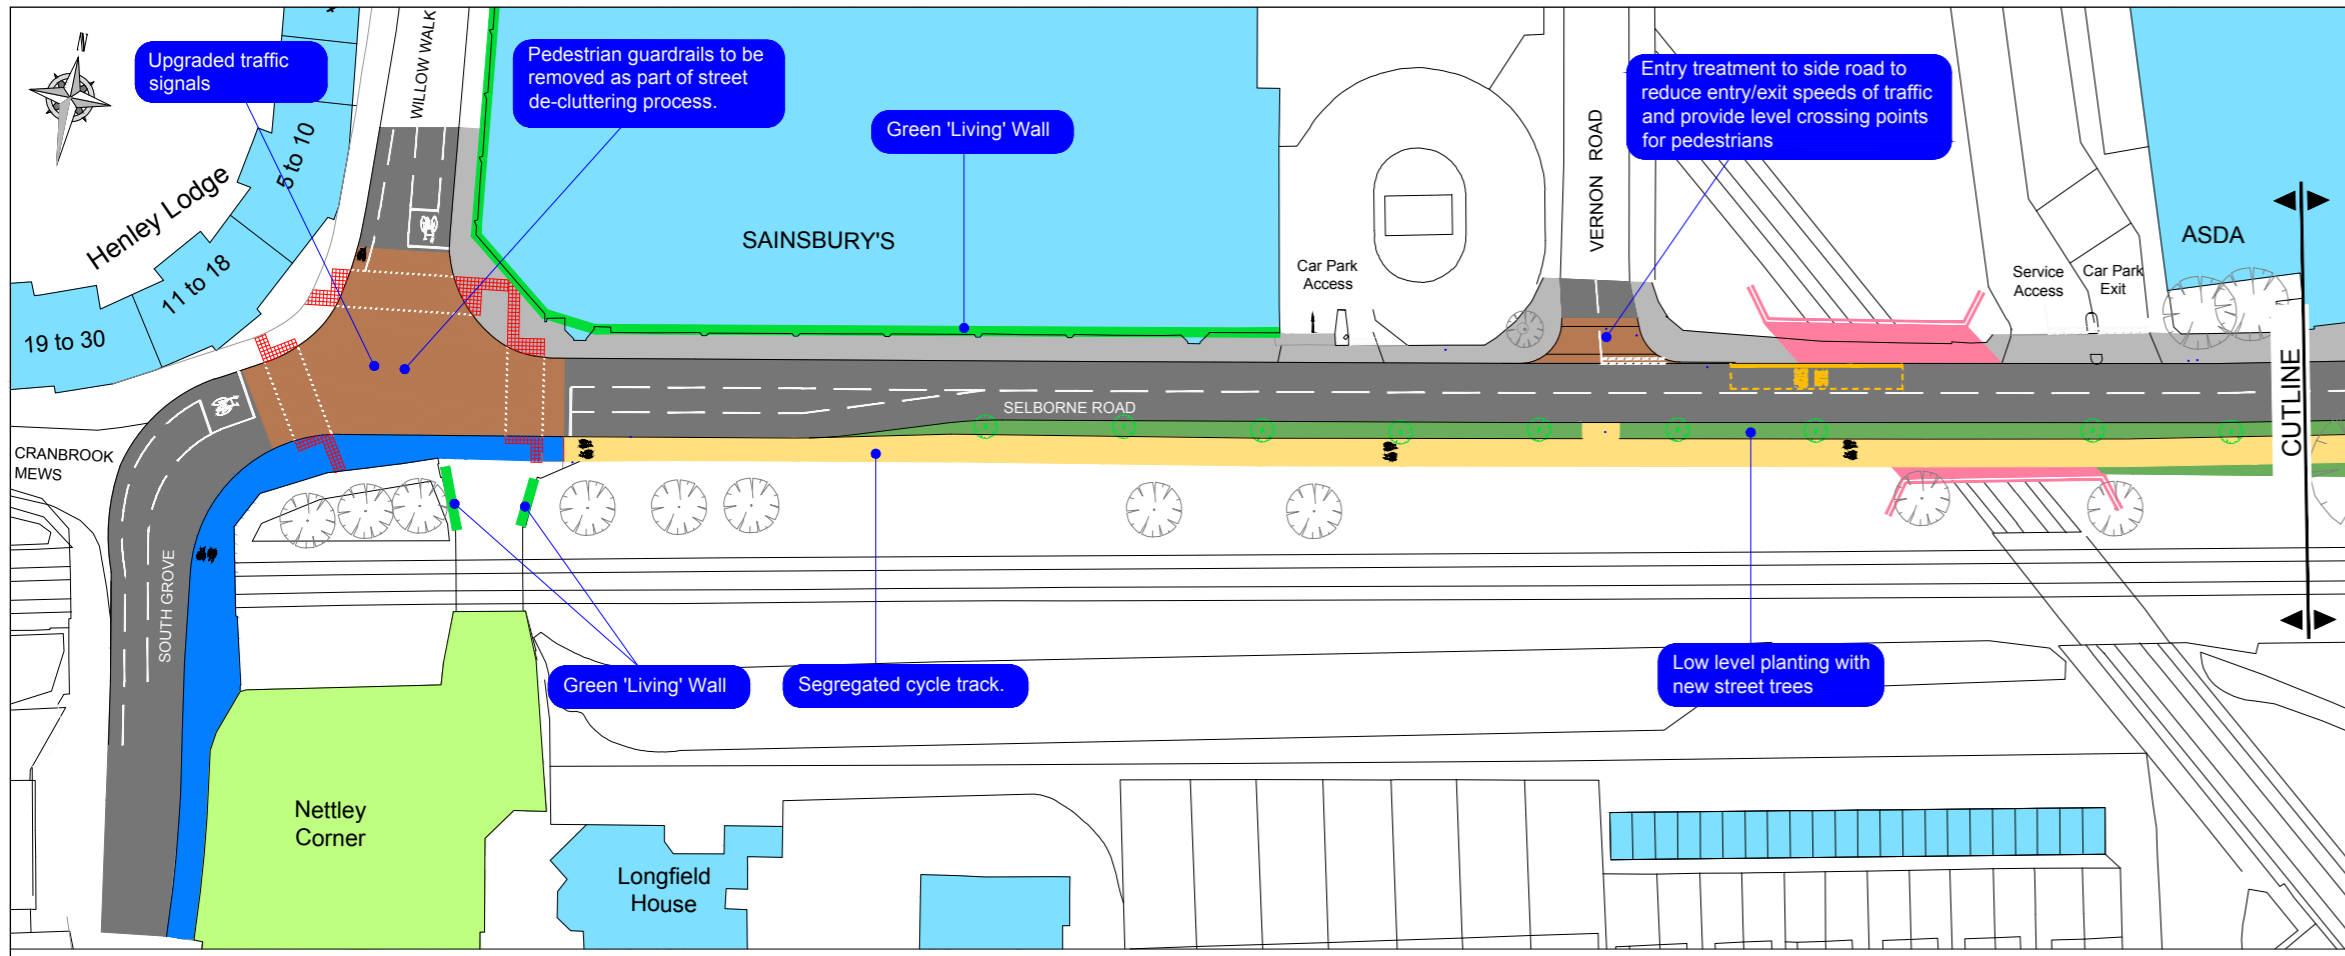 N
Upgraded traffic
signals
WILLOW WALK
Pedestrian guardrails to be
removed as part of street
de-cluttering process.
Green 'Living' Wall
Entry treatment to side road to
reduce entry/exit speeds of traffic
and provide level crossing points
for pedestrians
VERNON ROAD
Henley Lodge
5 to 10
11 to 18
19 to 30
SAINSBURY'S
Car Park
Access
Service
Access
Car Park
Exit
ASDA
CUTLINE
SELBORNE ROAD
CRANBROOK
MEWS
SOUTH GROVE
Green 'Living' Wall
Segregated cycle track.
Low level planting with
new street trees
Nettley
Corner
Longfield
House